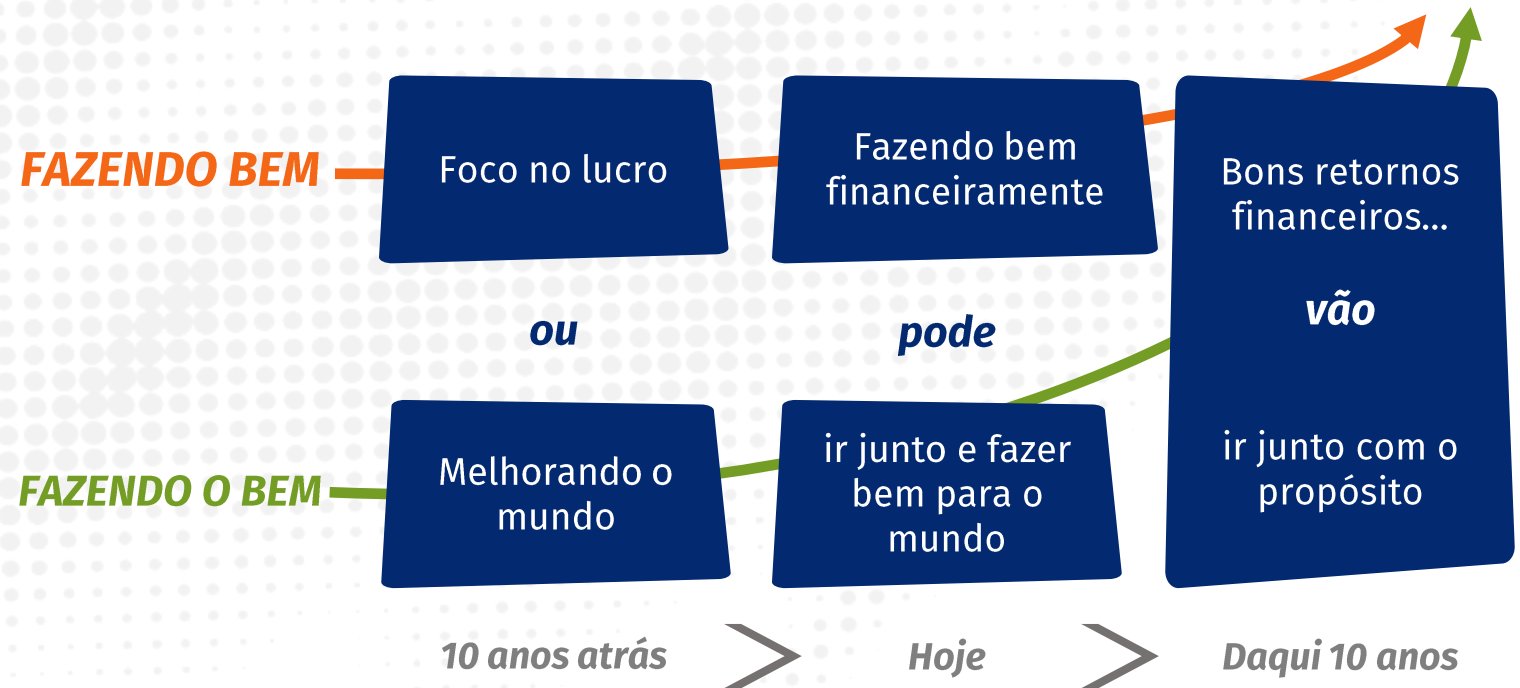 FAZENDO BEM
Foco no lucro
Fazendo bem
financeiramente
Bons retornos
financeiros...
ou
pode
vão
FAZENDO O BEM
Melhorando o
mundo
ir junto e fazer
bem para o
mundo
ir junto com o
propósito
10 anos atrás
Hoje
Daqui 10 anos